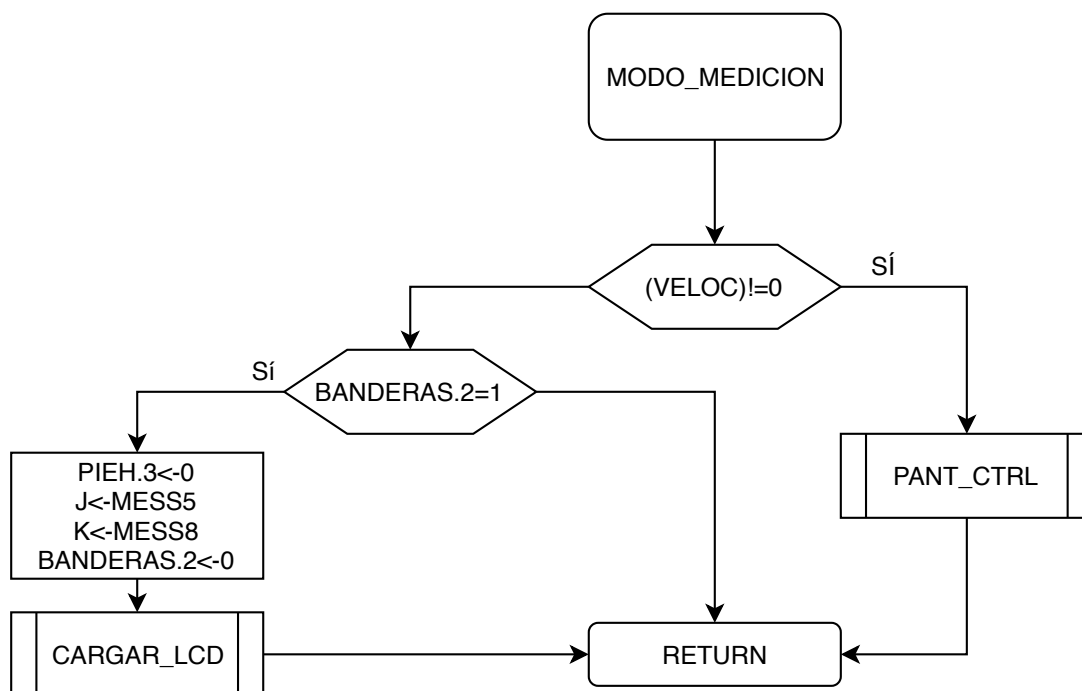 MODO_MEDICION
(VELOC)!=0
SÍ
BANDERAS.2=1
Sí
PIEH.3<-0
J<-MESS5
K<-MESS8
BANDERAS.2<-0
PANT_CTRL
CARGAR_LCD
RETURN